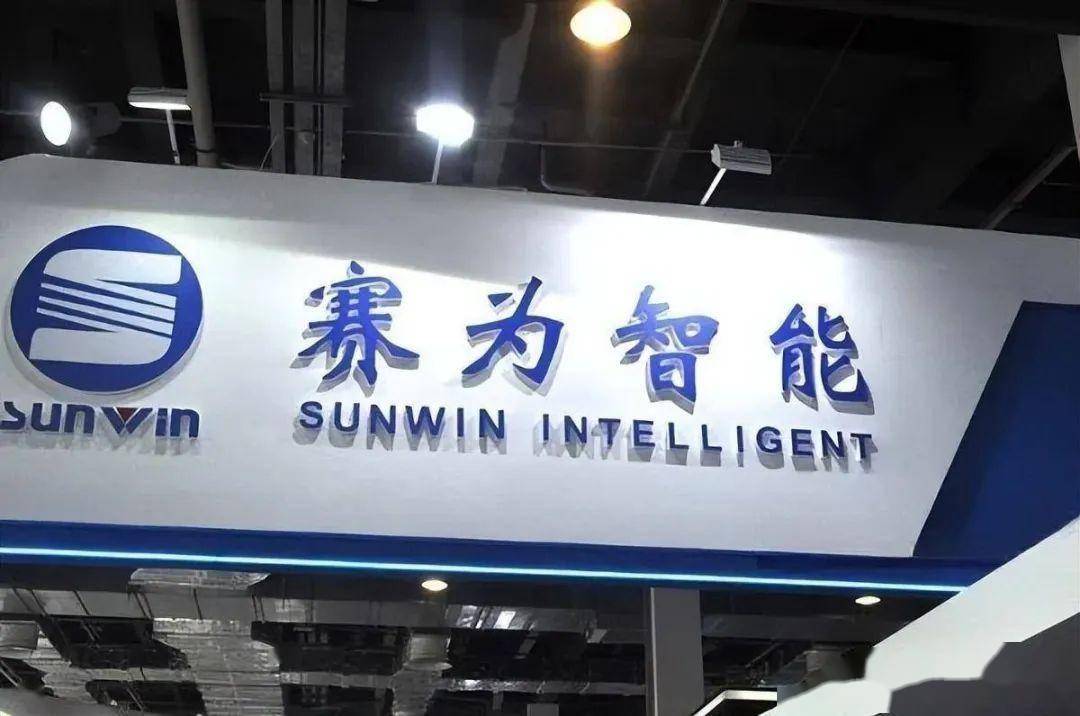 赛为智能
SUNWIN INTELLIGENT
sunwin